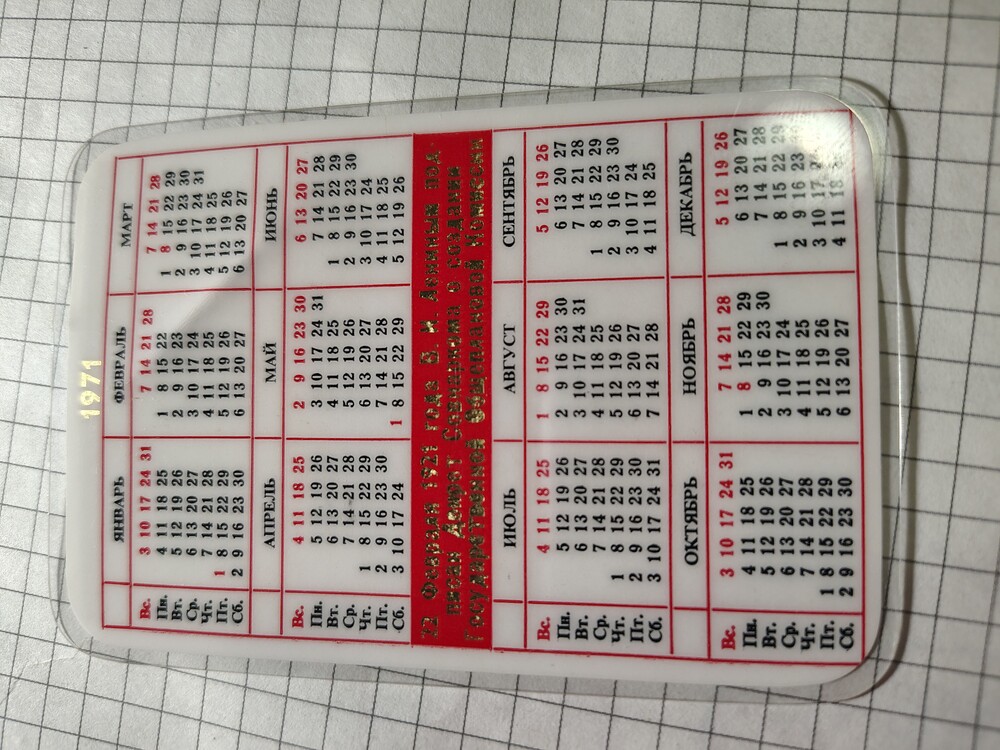 1971
ЯНВАРЬ ФЕВРАЛЬ МАРТ
Вс. 3 10 17 24 31 7 14 21 28 7 14 21 28
Пн. 4 11 18 25 1 8 15 22 1 8 15 22 29
Вт. 5 12 19 26 2 9 16 23 2 9 16 23 30
Ср. 6 13 20 27 3 10 17 24 3 10 17 24 31
Чт. 7 14 21 28 4 11 18 25 4 11 18 25
Пт. 1 8 15 22 29 5 12 19 26 5 12 19 26
Сб. 2 9 16 23 30 6 13 20 27 6 13 20 27
АПРЕЛЬ МАЙ ИЮНЬ
Вс. 4 11 18 25 2 9 16 23 30 6 13 20 27
Пн. 5 12 19 26 3 10 17 24 31 7 14 21 28
Вт. 6 13 20 27 4 11 18 25 1 8 15 22 29
Ср. 7 14 21 28 5 12 19 26 2 9 16 23 30
Чт. 1 8 15 22 29 6 13 20 27 3 10 17 24
Пт. 2 9 16 23 30 7 14 21 28 4 11 18 25
Сб. 3 10 17 24 1 8 15 22 29 5 12 19 26
22 Февраля 1921 года В. И. Лениным под-
писан Декрет Совнаркома о создании
Государственной Общеплановой Комиссии
ИЮЛЬ АВГУСТ СЕНТЯБРЬ
Вс. 4 11 18 25 1 8 15 22 29 5 12 19 26
Пн. 5 12 19 26 2 9 16 23 30 6 13 20 27
Вт. 6 13 20 27 3 10 17 24 31 7 14 21 28
Ср. 7 14 21 28 4 11 18 25 1 8 15 22 29
Чт. 1 8 15 22 29 5 12 19 26 2 9 16 23 30
Пт. 2 9 16 23 30 6 13 20 27 3 10 17 24
Сб. 3 10 17 24 31 7 14 21 28 4 11 18 25
ОКТЯБРЬ НОЯБРЬ ДЕКАБРЬ
Вс. 3 10 17 24 31 7 14 21 28 5 12 19 26
Пн. 4 11 18 25 1 8 15 22 29 6 13 20 27
Вт. 5 12 19 26 2 9 16 23 30 7 14 21 28
Ср. 6 13 20 27 3 10 17 24 1 8 15 22 29
Чт. 7 14 21 28 4 11 18 25 2 9 16 23
Пт. 1 8 15 22 29 5 12 19 26 3 10 17
Сб. 2 9 16 23 30 6 13 20 27 4 11 18